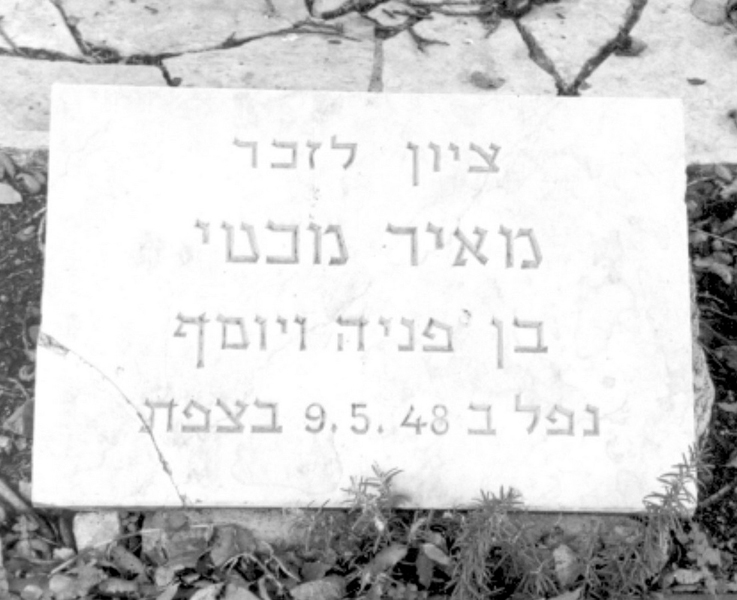 ציון לזכר
מאיר מכטי
בן פניה ויוסף
נפל ב 9.5.48 בצפת